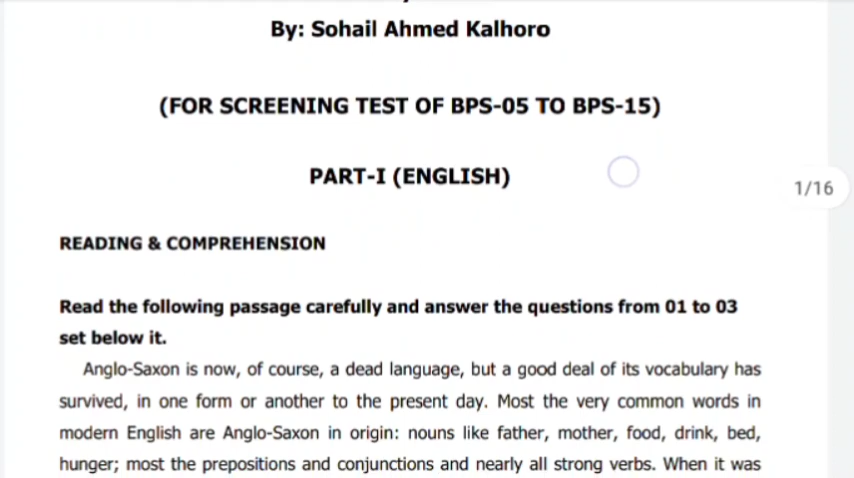 By: Sohail Ahmed Kalhoro
(FOR SCREENING TEST OF BPS-05 TO BPS-15)
PART-I (ENGLISH)
1/16
READING & COMPREHENSION
Read the following passage carefully and answer the questions from 01 to 03
set below it.
Anglo-Saxon is now, of course, a dead language, but a good deal of its vocabulary has
survived, in one form or another to the present day. Most the very common words in
modern English are Anglo-Saxon in origin: nouns like father, mother, food, drink, bed,
hunger; most the prepositions and conjunctions and nearly all strong verbs. When it was